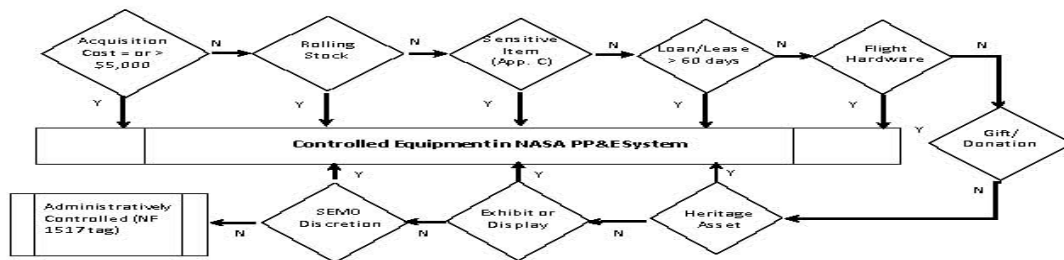 Acquisition
Cost = or >
$5,000
N
Rolling
Stock
N
Sensitive
Item
(App. C)
N
Loan/Lease
> 60 days
N
Flight
Hardware
N
Y
Y
Y
Y
Y
Controlled Equipment in NASA PP&E System
Y
Gift/
Donation
N
Administratively
Controlled (NF
1517 tag)
N
SEMO
Discretion
Y
N
Exhibit or
Display
Y
N
Heritage
Asset
Y